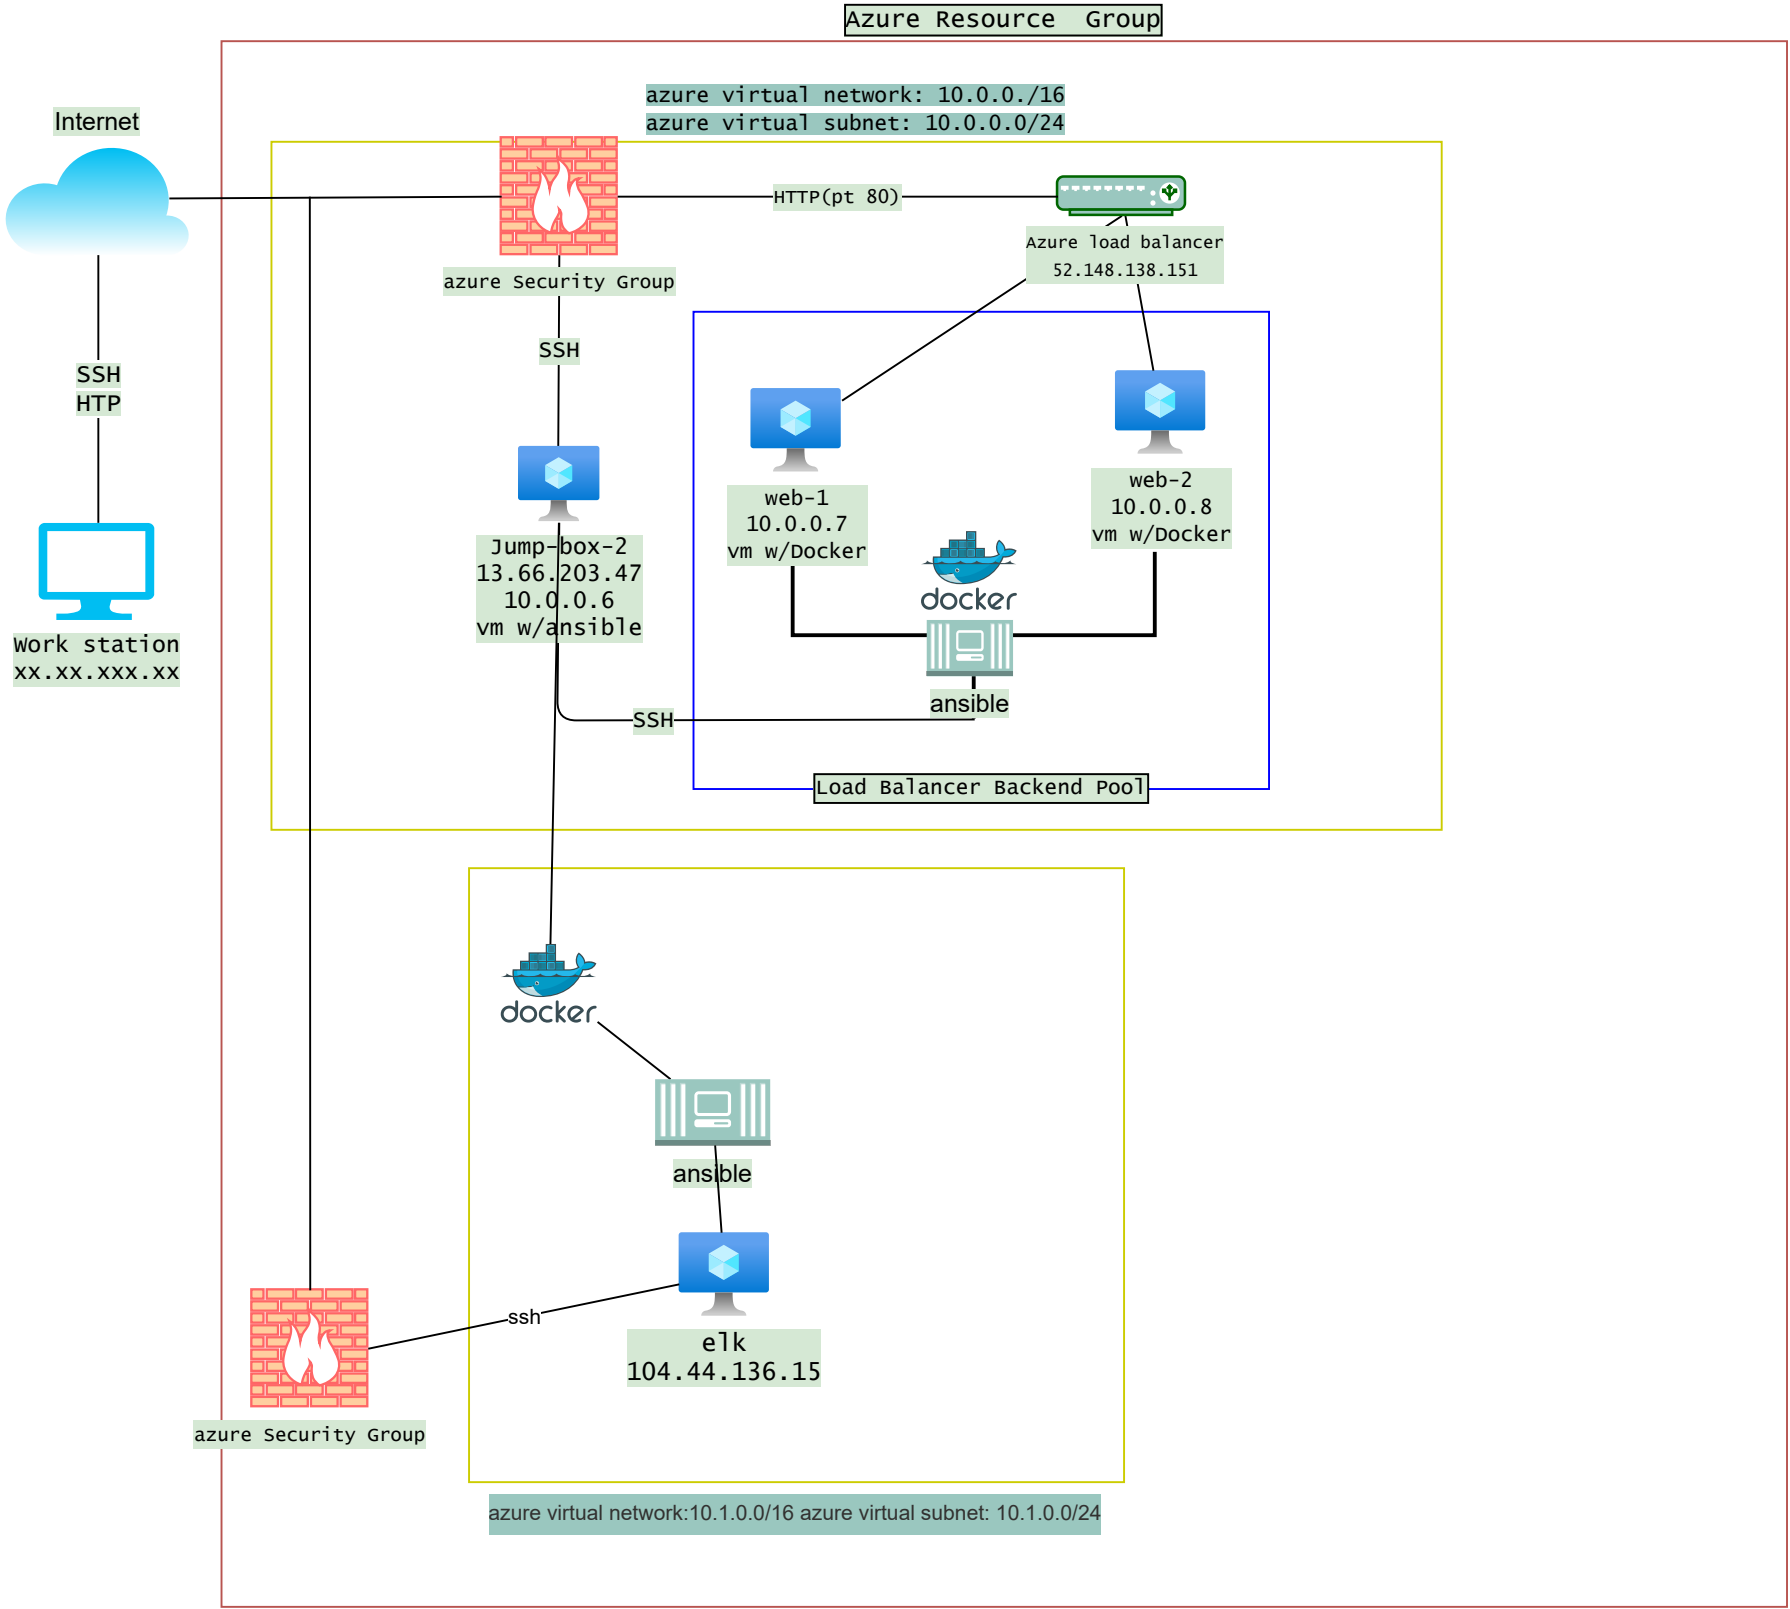 Azure Resource  Group
azure virtual network: 10.0.0./16
azure virtual subnet: 10.0.0.0/24
Internet
HTTP(pt 80)
azure Security Group
Azure load balancer
52.148.138.151
SSH
SSH
HTP
web-1
10.0.0.7
vm w/Docker
web-2
10.0.0.8
vm w/Docker
Jump-box-2
13.66.203.47
10.0.0.6
vm w/ansible
docker
Work station
xx.xx.xxx.xx
ansible
SSH
Load Balancer Backend Pool
docker
ansible
ssh
elk
104.44.136.15
azure Security Group
azure virtual network:10.1.0.0/16 azure virtual subnet: 10.1.0.0/24